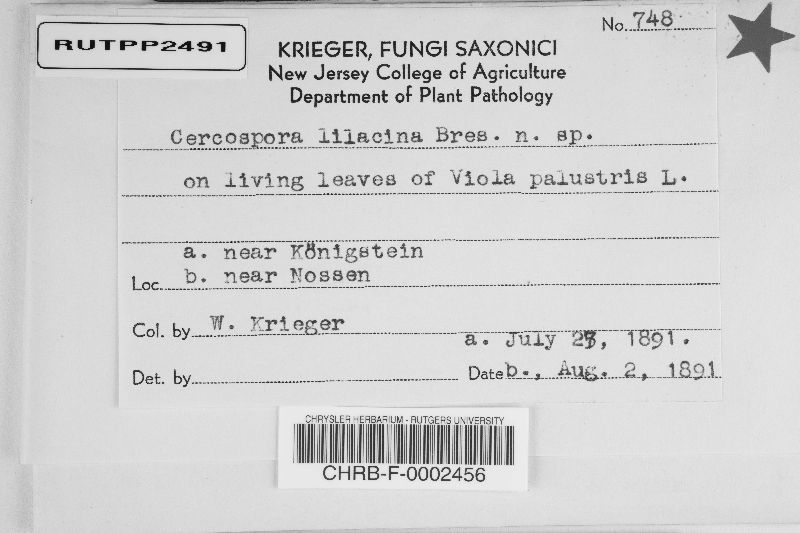 No. 748
RUTPP2491
KRIEGER, FUNGI SAXONICI
New Jersey College of Agriculture
Department of Plant Pathology
Cercospora lilacina Bres. n. sp.
on living leaves of Viola palustris L.
a. near Königstein
Loc. b. near Nossen
Col. by W. Krieger
a. July 27, 1891.
Det. by
Date b., Aug. 2, 1891
CHRYSLER HERBARIUM - RUTGERS UNIVERSITY
CHRB-F-0002456